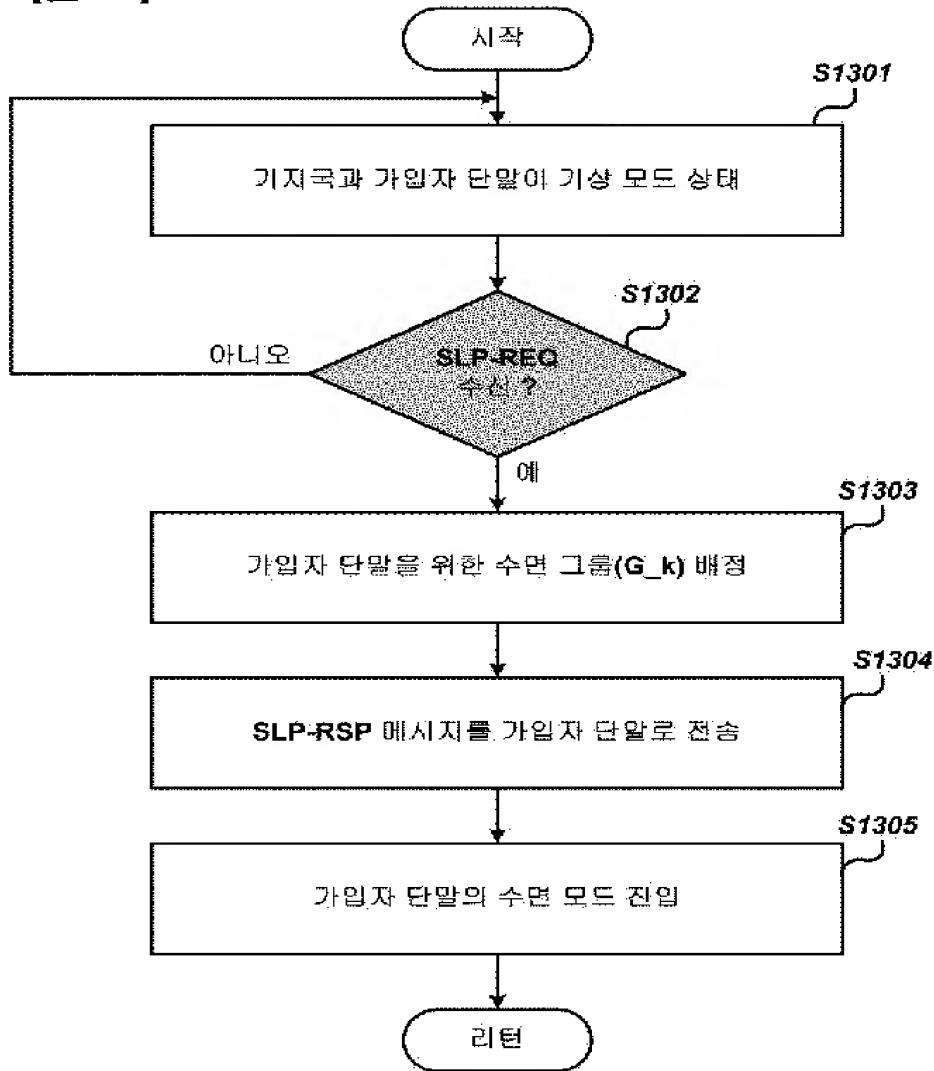 시작
S1301
기지국과 가입자 단말이 기상 모드 상태
S1302
아니오
SLP-REQ
수신 ?
예
S1303
가입자 단말을 위한 수면 그룹(G_k) 배정
S1304
SLP-RSP 메시지를 가입자 단말로 전송
S1305
가입자 단말의 수면 모드 진입
리턴